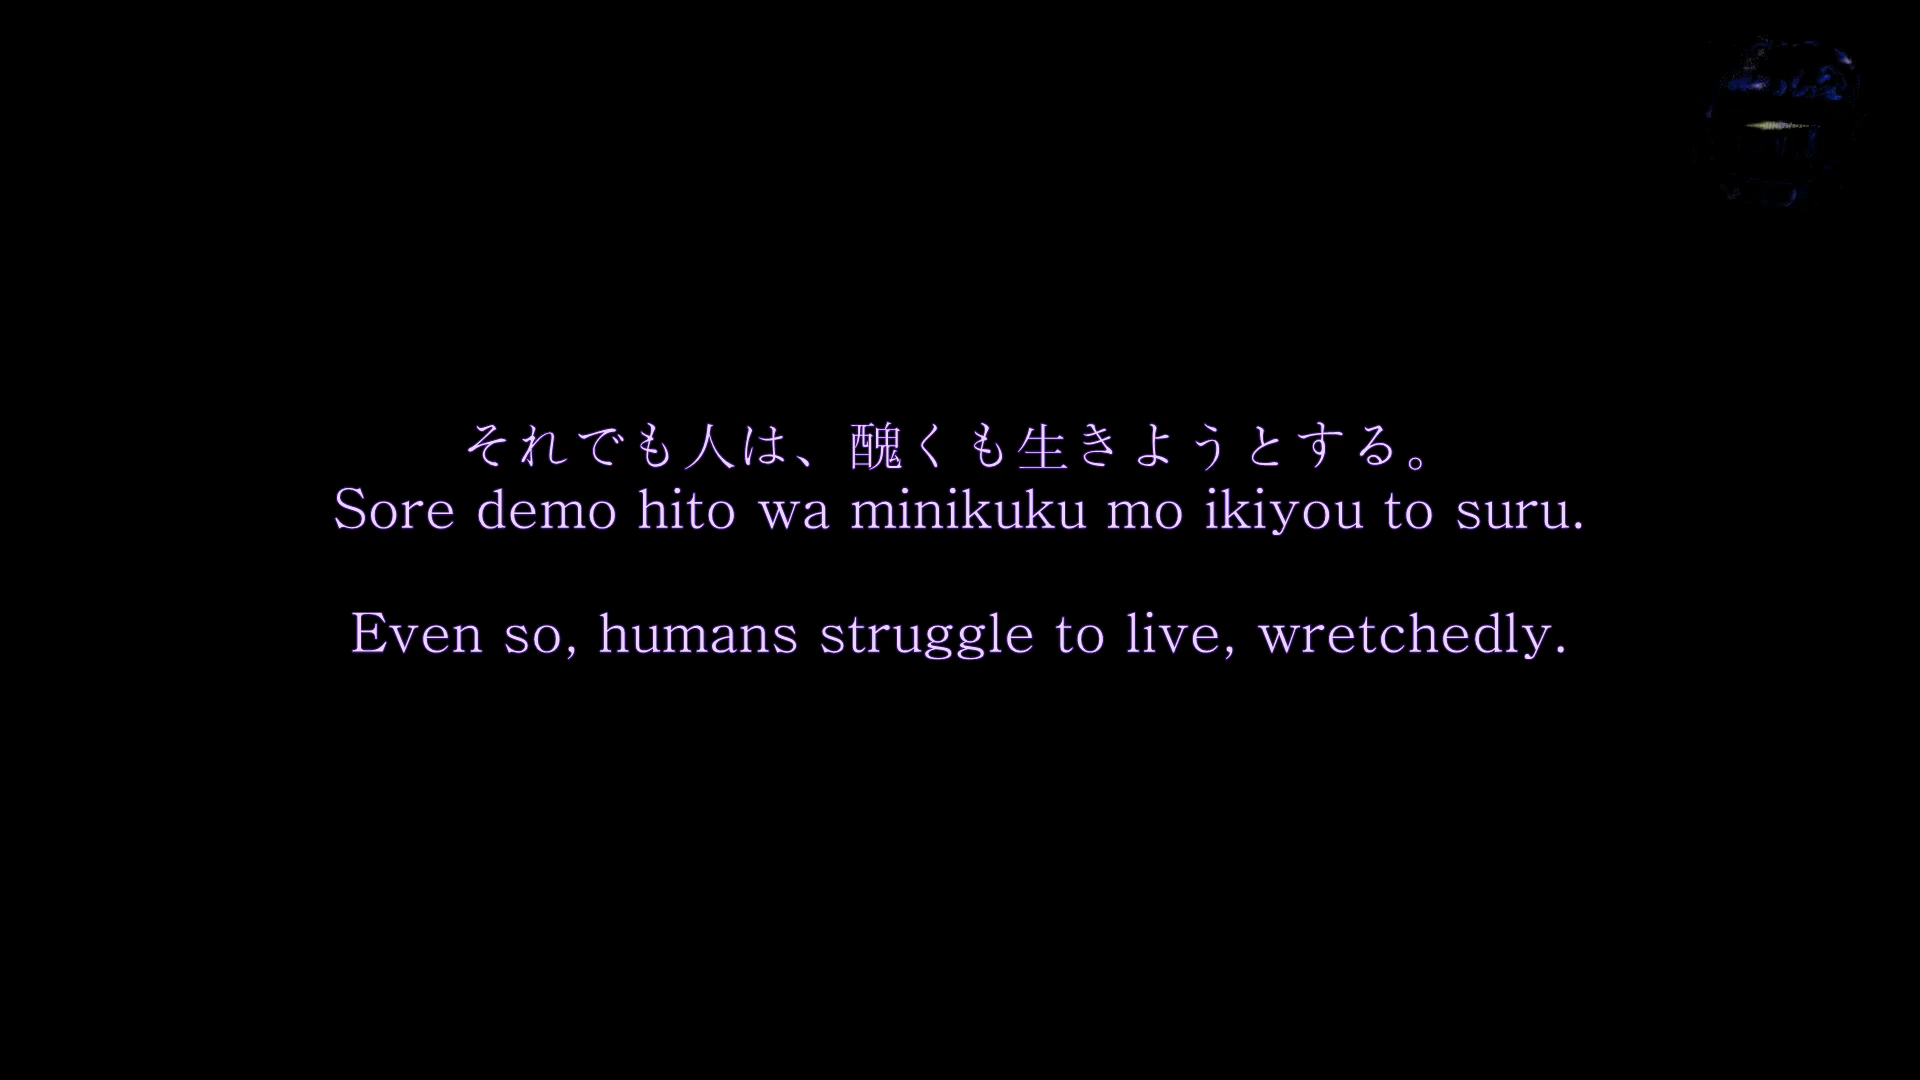 それでも人は、醜くも生きようとする。
Sore demo hito wa minikuku mo ikiyou to suru.
Even so, humans struggle to live, wretchedly.